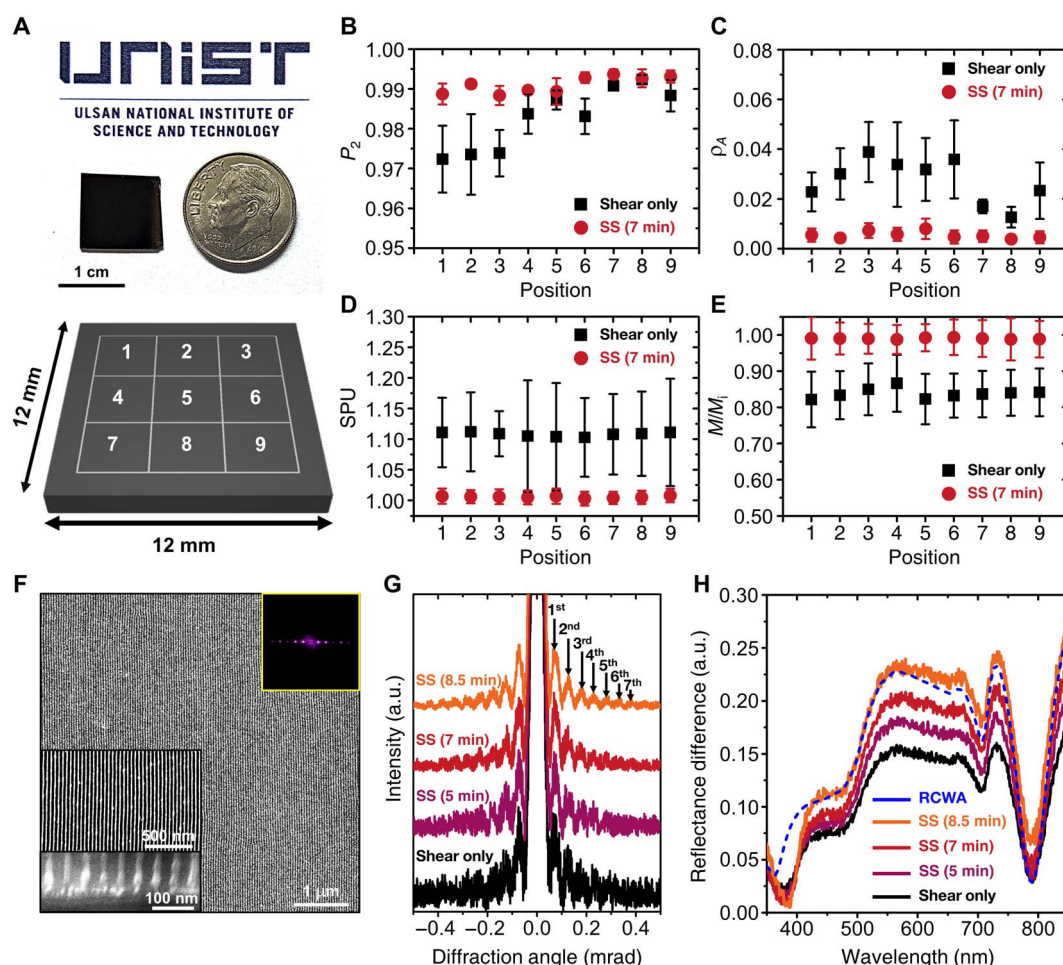 A
UNiST
ULSAN NATIONAL INSTITUTE OF
SCIENCE AND TECHNOLOGY
LIBERTY
1 cm
12 mm
1 2 3
4 5 6
7 8 9
12 mm
B
P2
1.00
0.99
0.98
0.97
0.96
0.95
Shear only
SS (7 min)
1 2 3 4 5 6 7 8 9
Position
C
ρA
0.08
0.06
0.04
0.02
0.00
Shear only
SS (7 min)
1 2 3 4 5 6 7 8 9
Position
D
SPU
1.30
1.25
1.20
1.15
1.10
1.05
1.00
Shear only
SS (7 min)
1 2 3 4 5 6 7 8 9
Position
E
M/Mi
1.00
0.90
0.80
0.70
0.60
0.50
Shear only
SS (7 min)
1 2 3 4 5 6 7 8 9
Position
F
500 nm
100 nm
1 μm
G
Intensity (a.u.)
1st
2nd
3rd
4th
5th
6th
7th
SS (8.5 min)
SS (7 min)
SS (5 min)
Shear only
−0.4 −0.2 0.0 0.2 0.4
Diffraction angle (mrad)
H
Reflectance difference (a.u.)
0.30
0.25
0.20
0.15
0.10
0.05
0.00
RCWA
SS (8.5 min)
SS (7 min)
SS (5 min)
Shear only
400 500 600 700 800
Wavelength (nm)